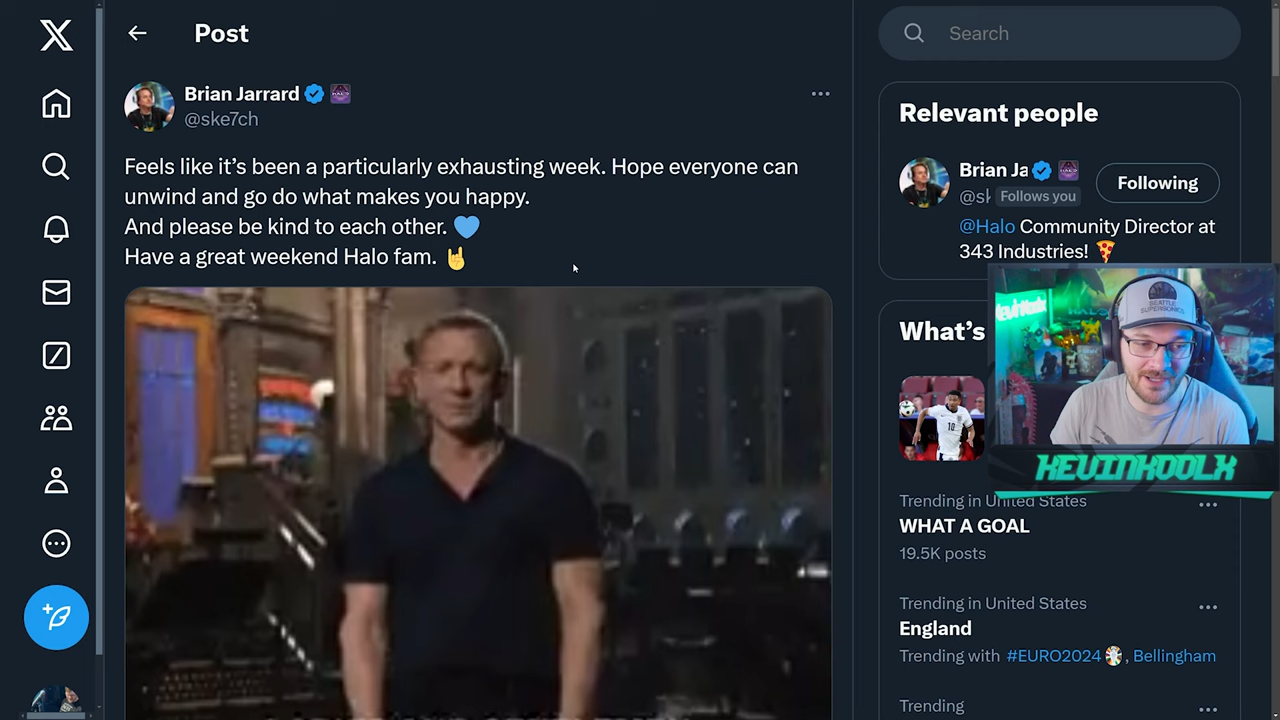 Post
Search
Brian Jarrard
@ske7ch
Feels like it’s been a particularly exhausting week. Hope everyone can
unwind and go do what makes you happy.
And please be kind to each other. 💙
Have a great weekend Halo fam. 🤘
Relevant people
Brian Ja
Follows you
Following
@Halo Community Director at
343 Industries! 🍕
What’s
Trending in United States
WHAT A GOAL
19.5K posts
Trending in United States
England
Trending with #EURO2024, Bellingham
Trending
KEVINKOOLX
SEATTLE
SUPERSONICS
10